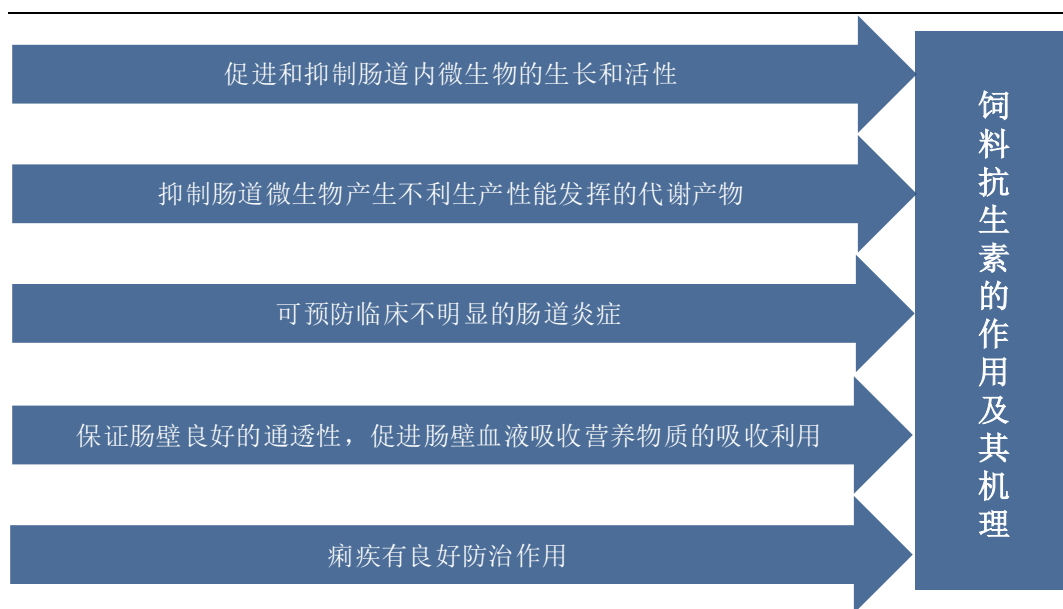 促进和抑制肠道内微生物的生长和活性
抑制肠道微生物产生不利生产性能发挥的代谢产物
可预防临床不明显的肠道炎症
保证肠壁良好的通透性，促进肠壁血液吸收营养物质的吸收利用
痢疾有良好防治作用
饲料抗生素的作用及其机理